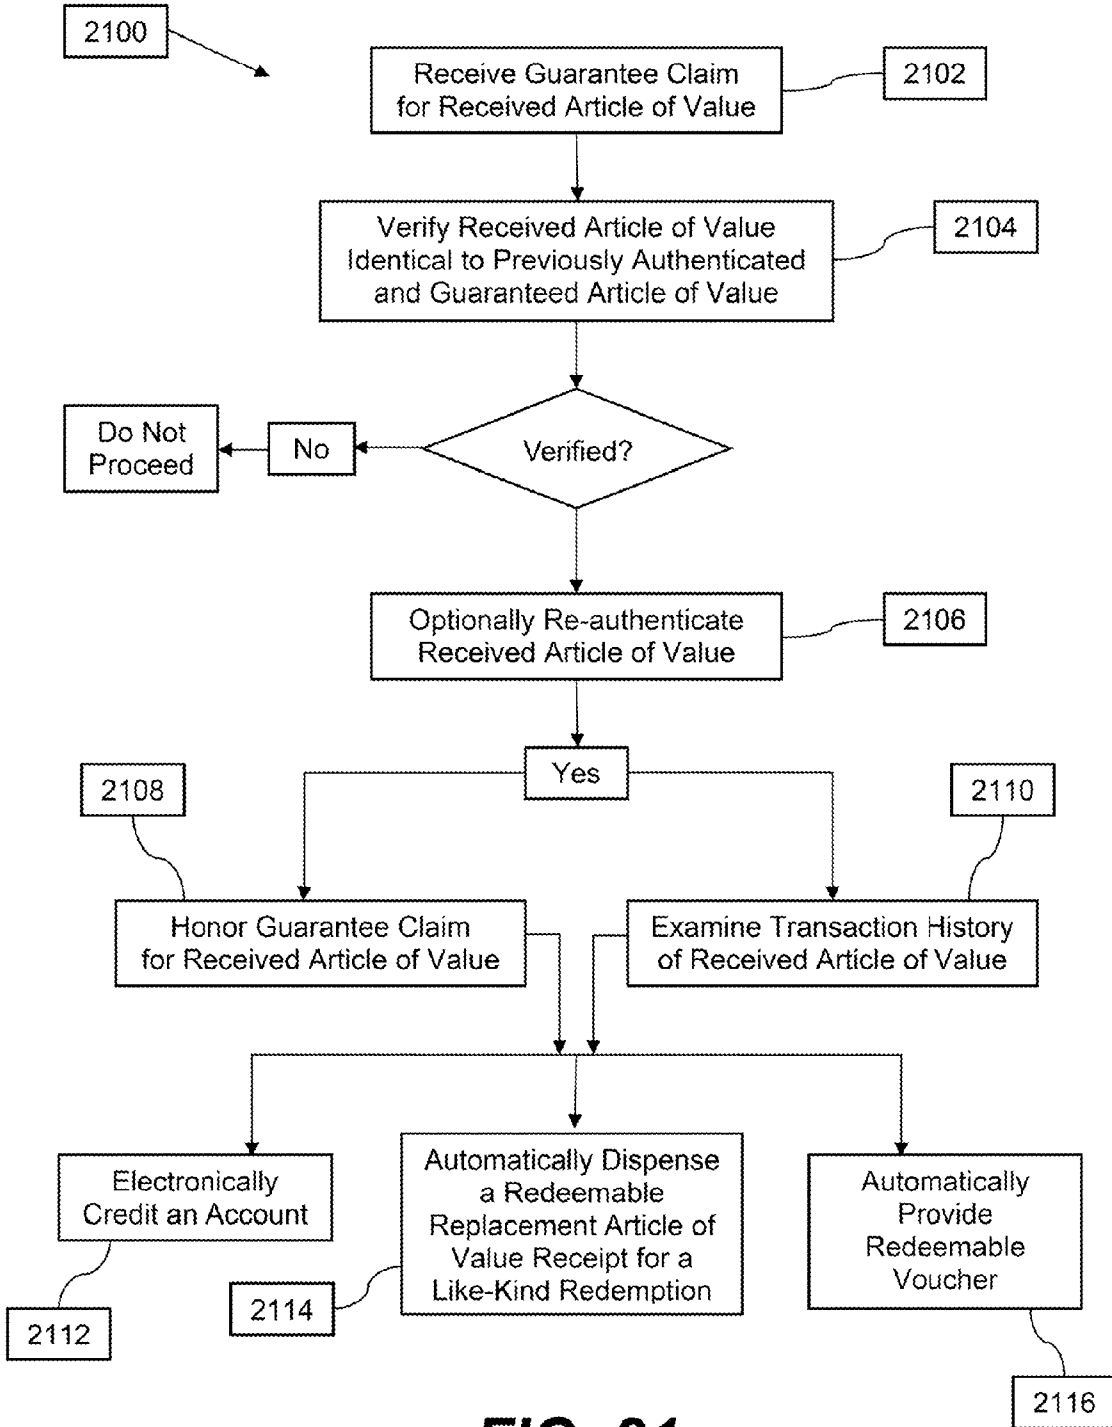 2100
Receive Guarantee Claim
for Received Article of Value
2102
Verify Received Article of Value
Identical to Previously Authenticated
and Guaranteed Article of Value
2104
Verified?
No
Do Not
Proceed
Optionally Re-authenticate
Received Article of Value
2106
Yes
2108
2110
Honor Guarantee Claim
for Received Article of Value
Examine Transaction History
of Received Article of Value
Electronically
Credit an Account
Automatically Dispense
a Redeemable
Replacement Article of
Value Receipt for a
Like-Kind Redemption
Automatically
Provide
Redeemable
Voucher
2112
2114
2116